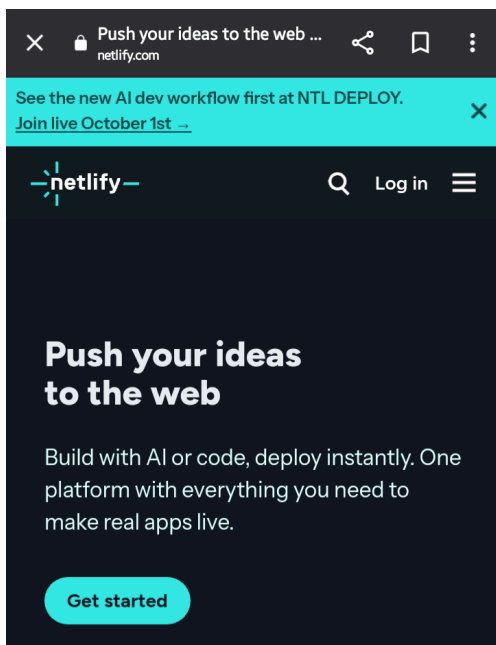 Push your ideas to the web ...
netlify.com
See the new AI dev workflow first at NTL DEPLOY.
Join live October 1st →
netlify
Log in
Push your ideas
to the web
Build with AI or code, deploy instantly. One
platform with everything you need to
make real apps live.
Get started